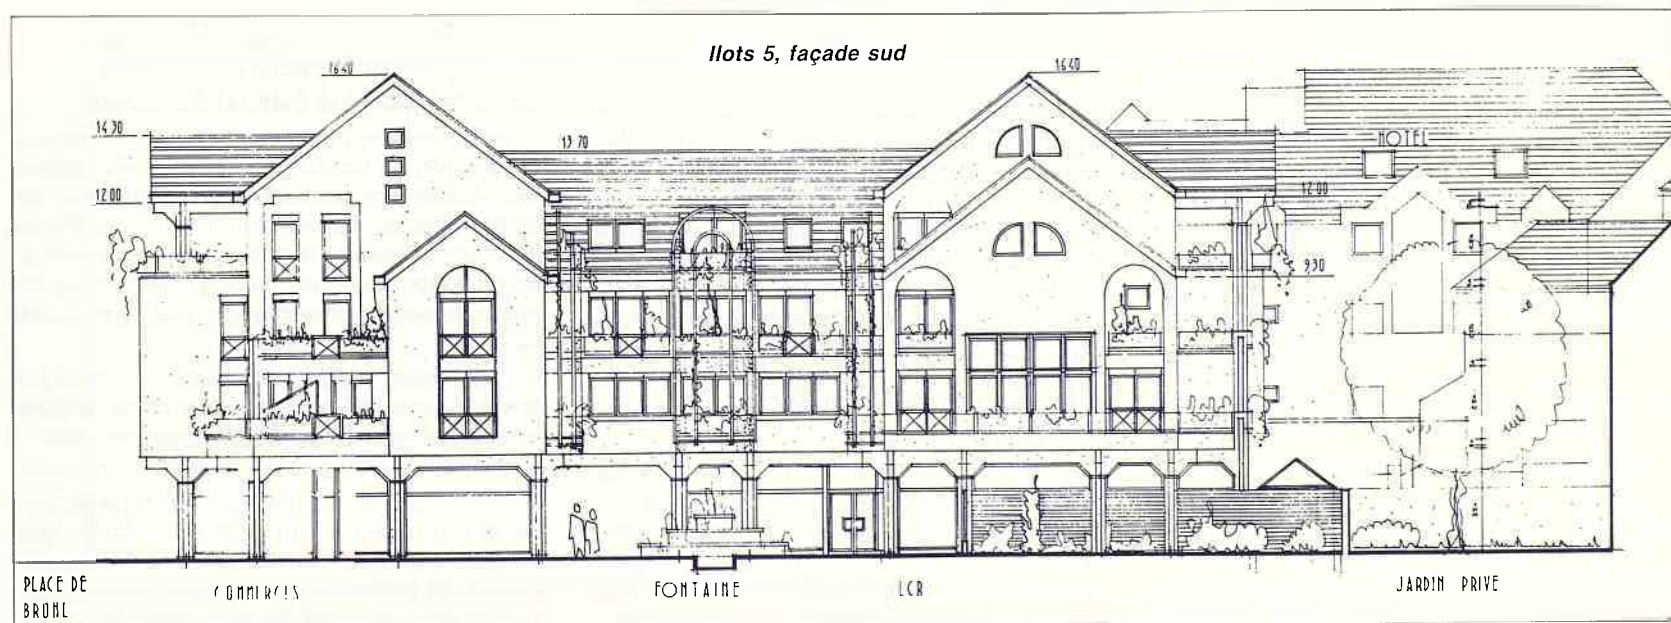 Ilots 5, façade sud
16.40
16.40
14.30
13.70
HOTEL
12.00
12.00
9.30
PLACE DE
BRÜHL
COMMERCES
FONTAINE
LCR
JARDIN PRIVE